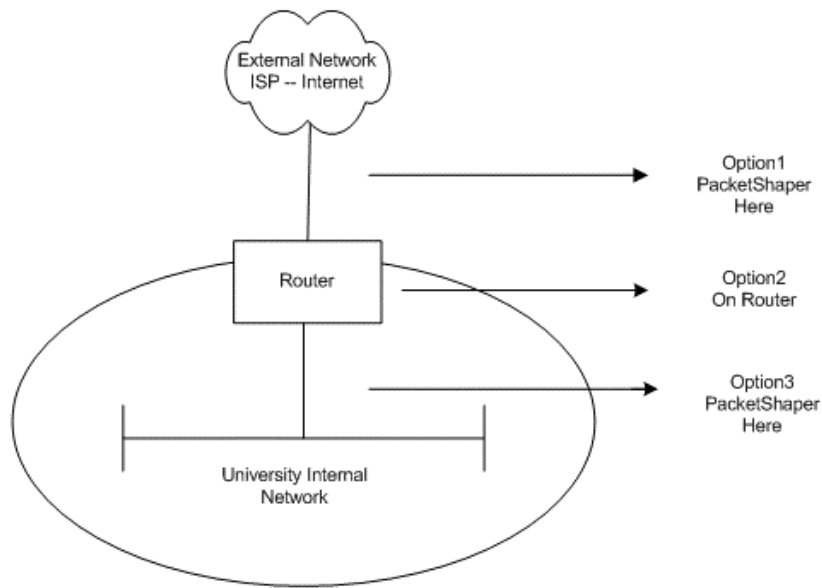 External Network
ISP -- Internet
Option1
PacketShaper
Here
Router
Option2
On Router
Option3
PacketShaper
Here
University Internal
Network